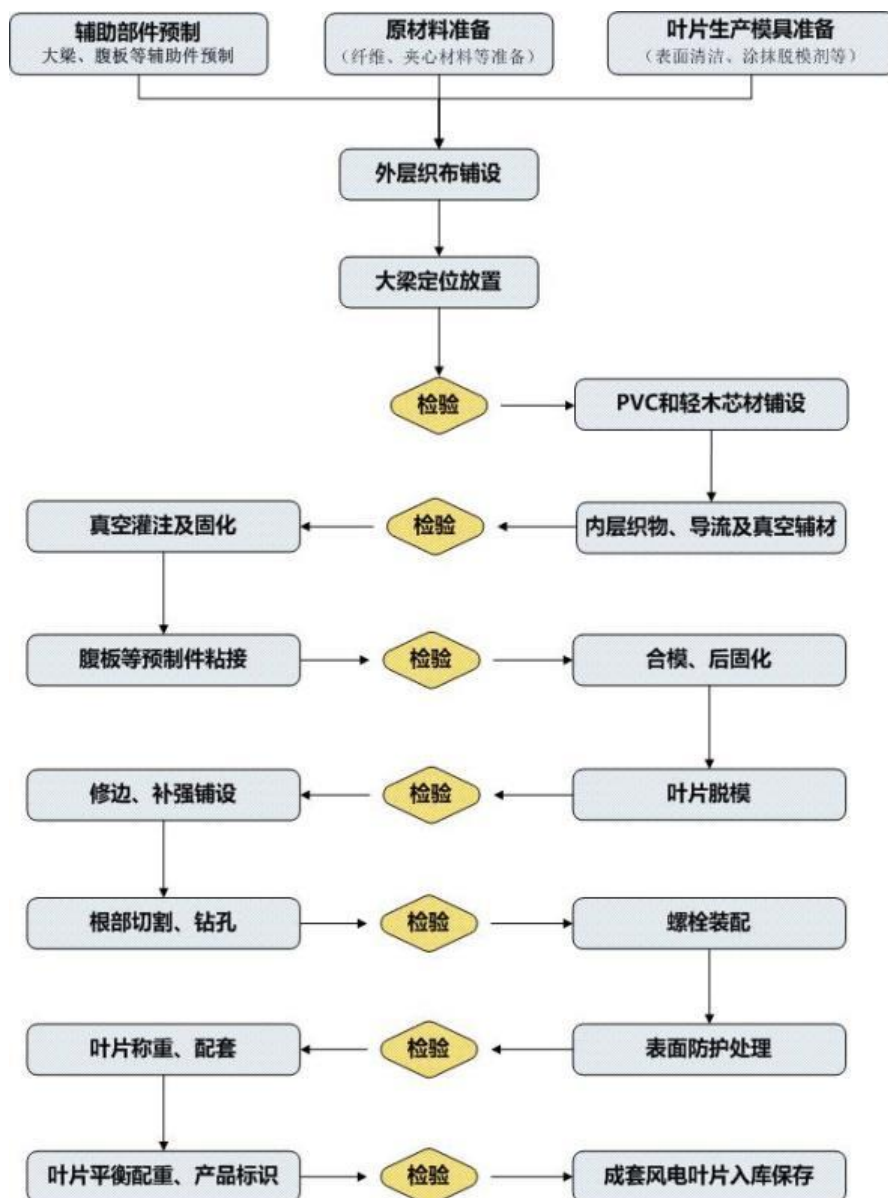 辅助部件预制
大梁、腹板等辅助件预制
原材料准备
（纤维、夹心材料等准备）
叶片生产模具准备
（表面清洁、涂抹脱模剂等）
外层织布铺设
大梁定位放置
检验
PVC和轻木芯材铺设
真空灌注及固化
检验
内层织物、导流及真空辅材
腹板等预制件粘接
检验
合模、后固化
修边、补强铺设
检验
叶片脱模
根部切割、钻孔
检验
螺栓装配
叶片称重、配套
检验
表面防护处理
叶片平衡配重、产品标识
检验
成套风电叶片入库保存